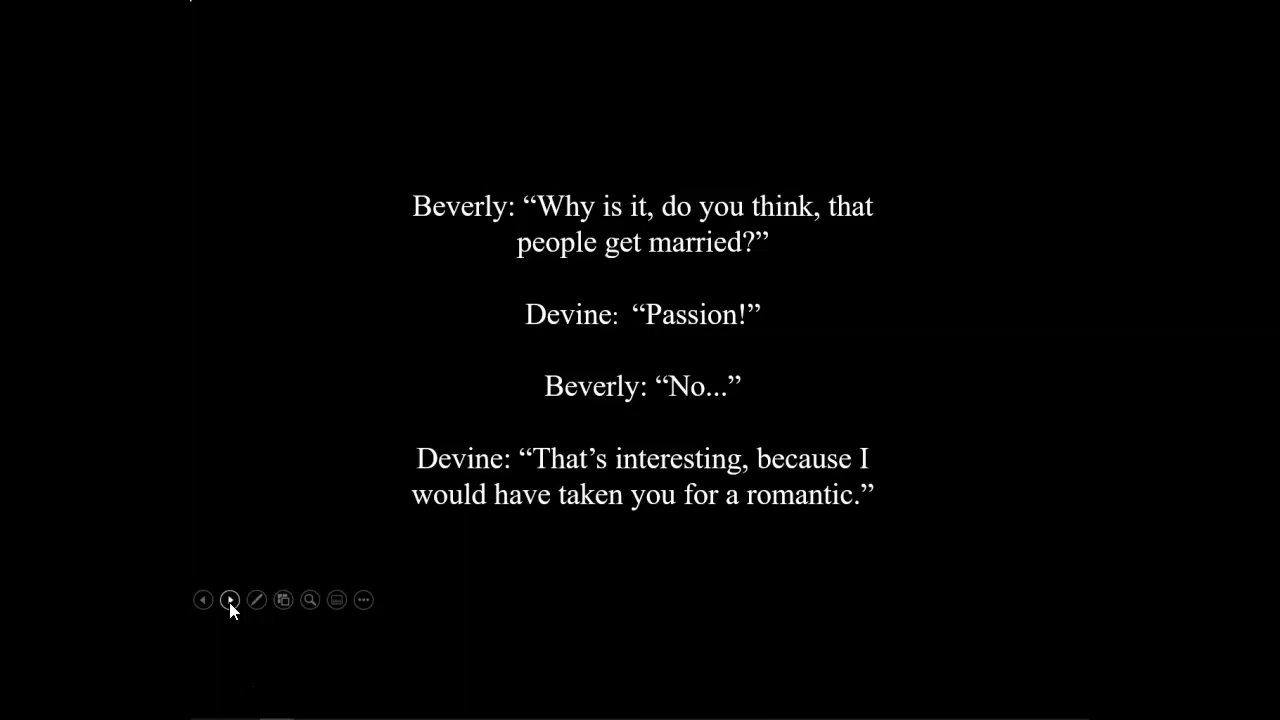 Beverly: “Why is it, do you think, that
people get married?”
Devine: “Passion!”
Beverly: “No...”
Devine: “That’s interesting, because I
would have taken you for a romantic.”